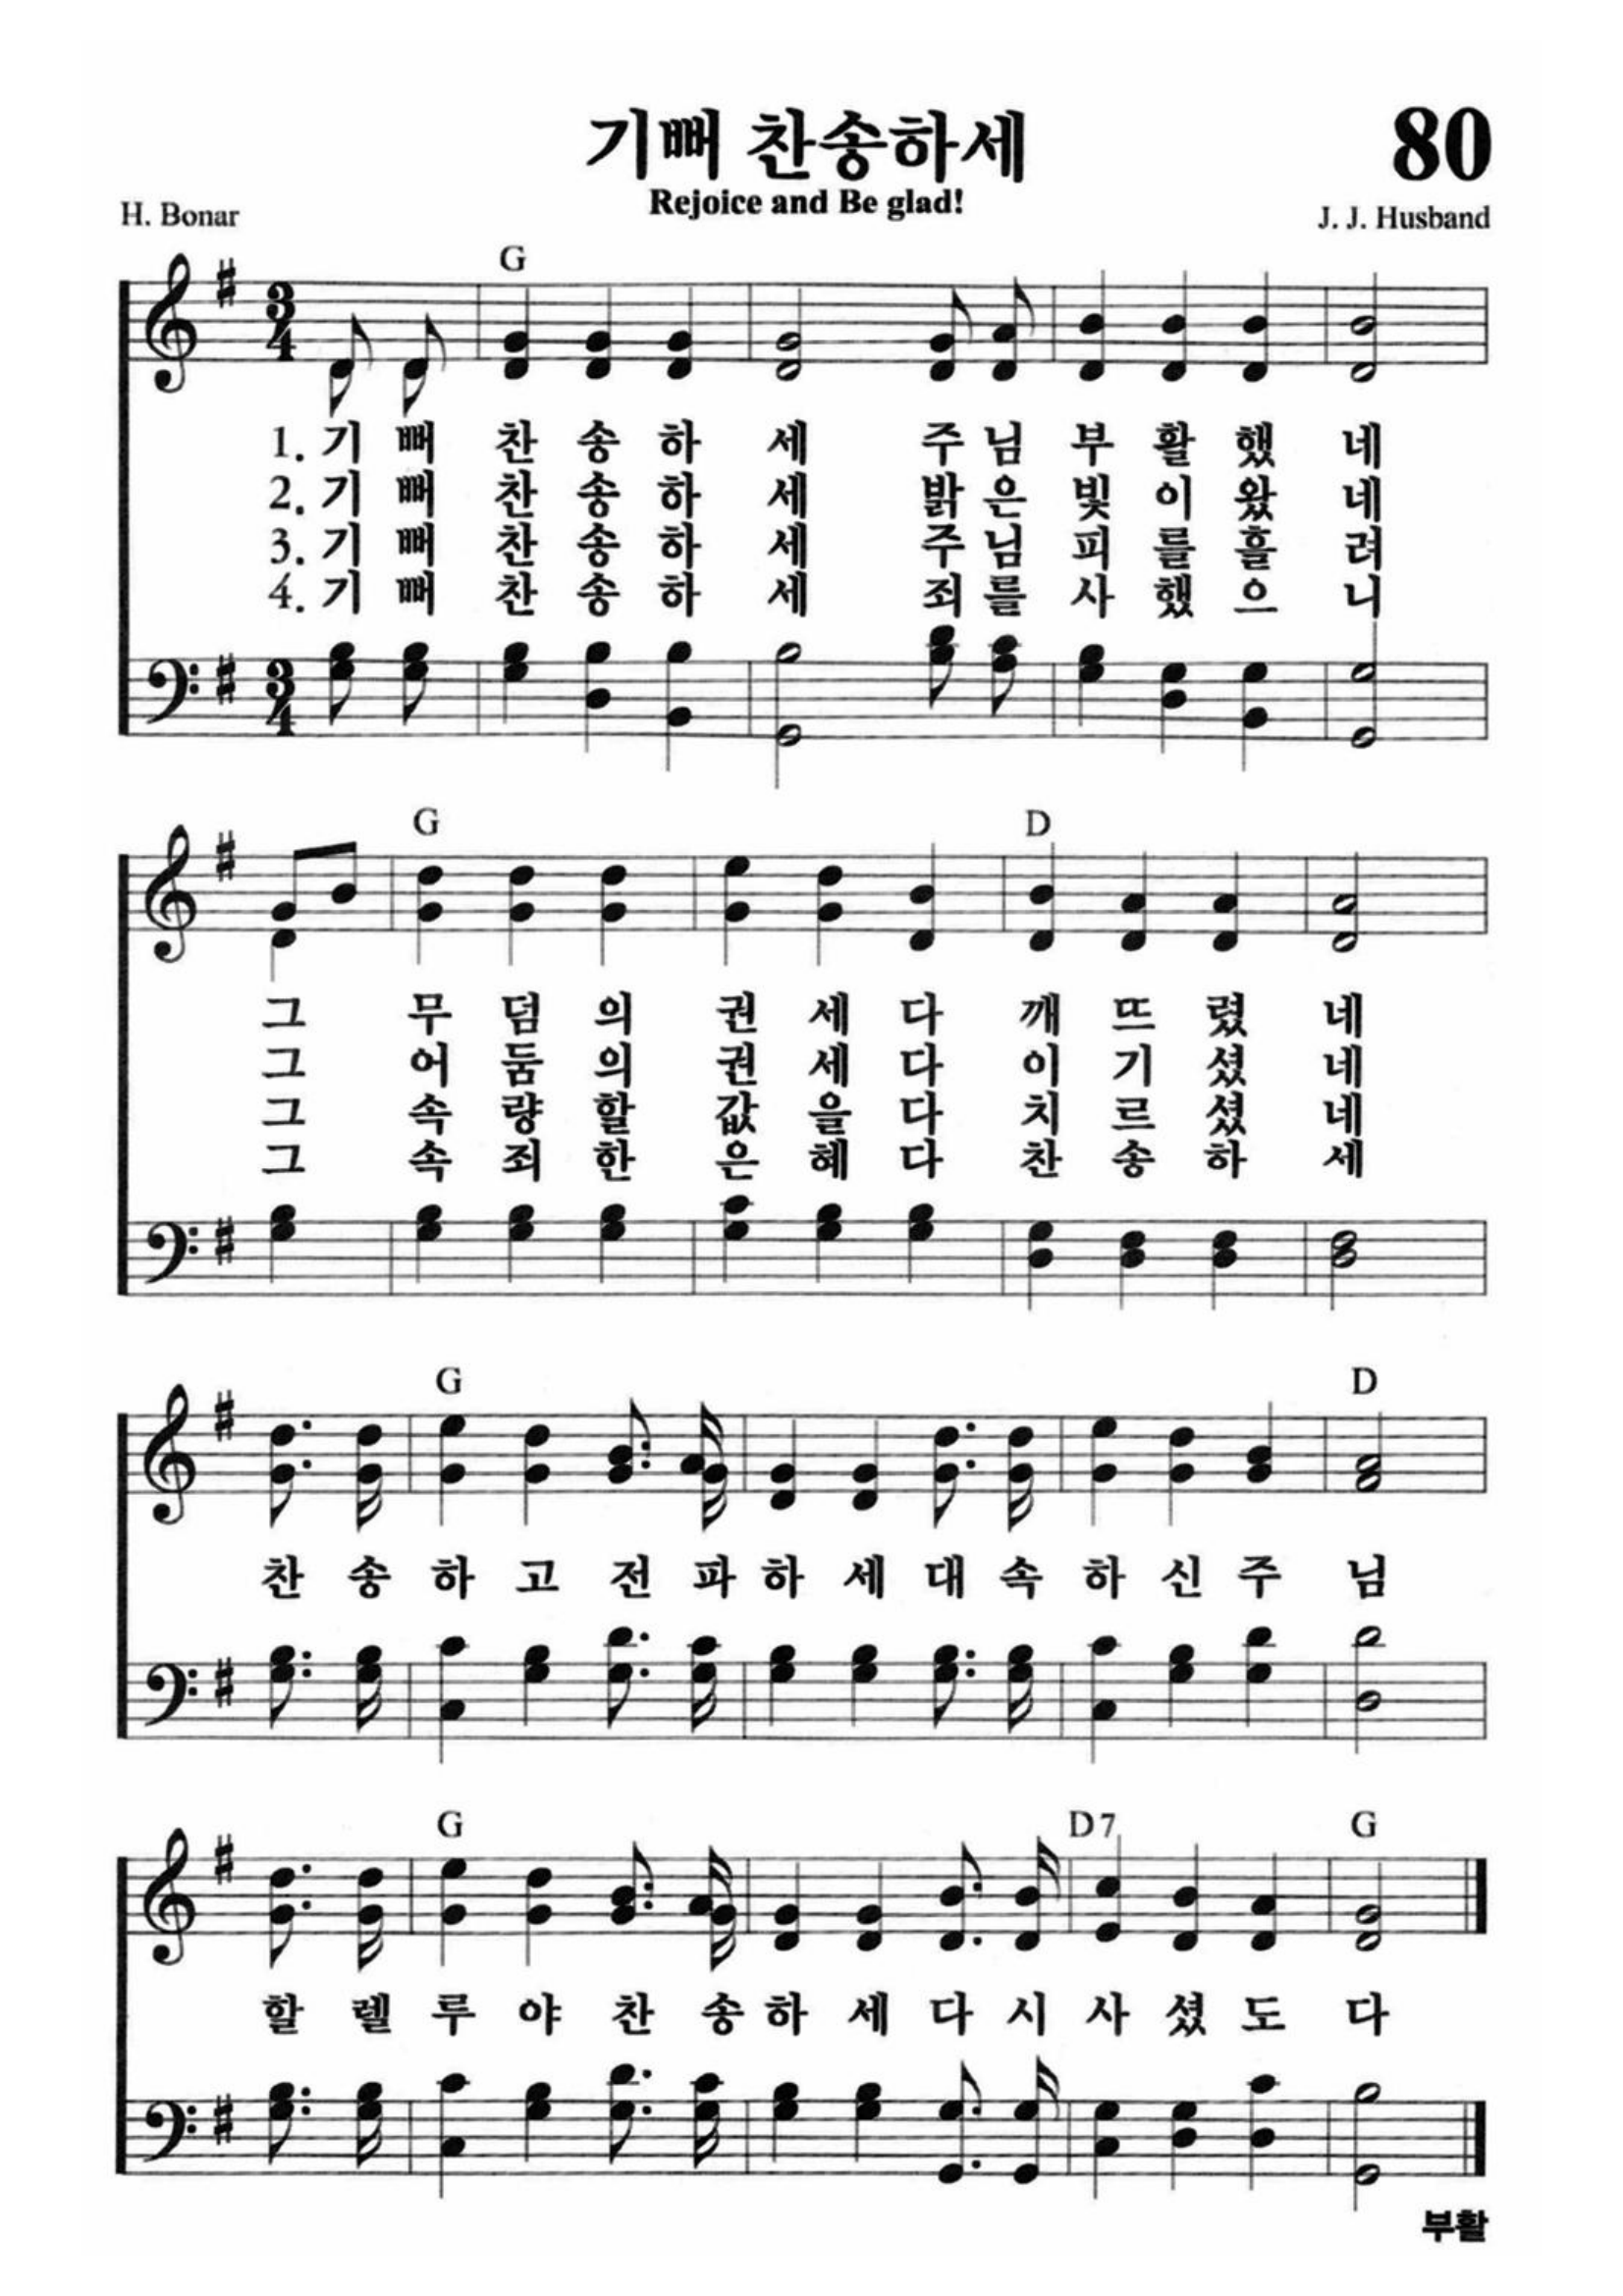 기뻐 찬송하세
80
Rejoice and Be glad!
H. Bonar
J. J. Husband
G
1. 기 뻐 찬 송 하 세 주 님 부 활 했 네
2. 기 뻐 찬 송 하 세 밝 은 빛 이 왔 네
3. 기 뻐 찬 송 하 세 주 님 피 를 흘 려
4. 기 뻐 찬 송 하 세 죄 를 사 했 으 니
G D
그 무 덤 의 권 세 다 깨 뜨 렸 네
그 어 둠 의 권 세 다 이 기 셨 네
그 속 량 할 값 을 다 치 르 셨 네
그 속 죄 한 은 혜 다 찬 송 하 세
G D
찬 송 하 고 전 파 하 세 대 속 하 신 주 님
G D7 G
할 렐 루 야 찬 송 하 세 다 시 사 셨 도 다
부활